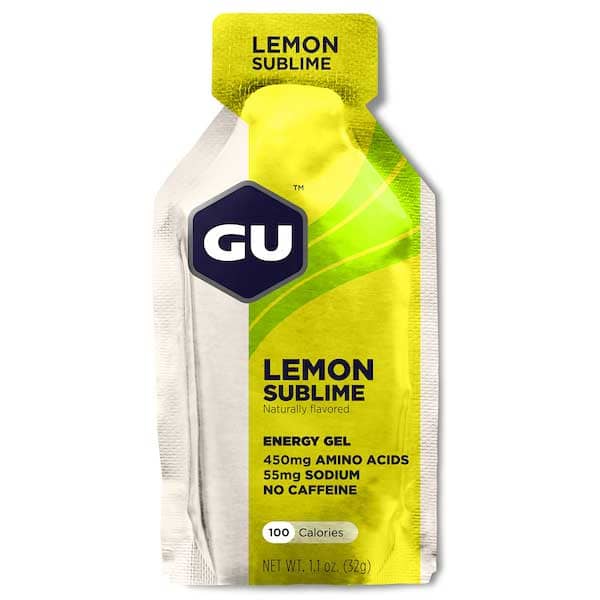 LEMON
SUBLIME
™
GU
LEMON
SUBLIME
Naturally flavored
ENERGY GEL
450mg AMINO ACIDS
55mg SODIUM
NO CAFFEINE
100 Calories
NET WT. 1.1 oz. (32g)